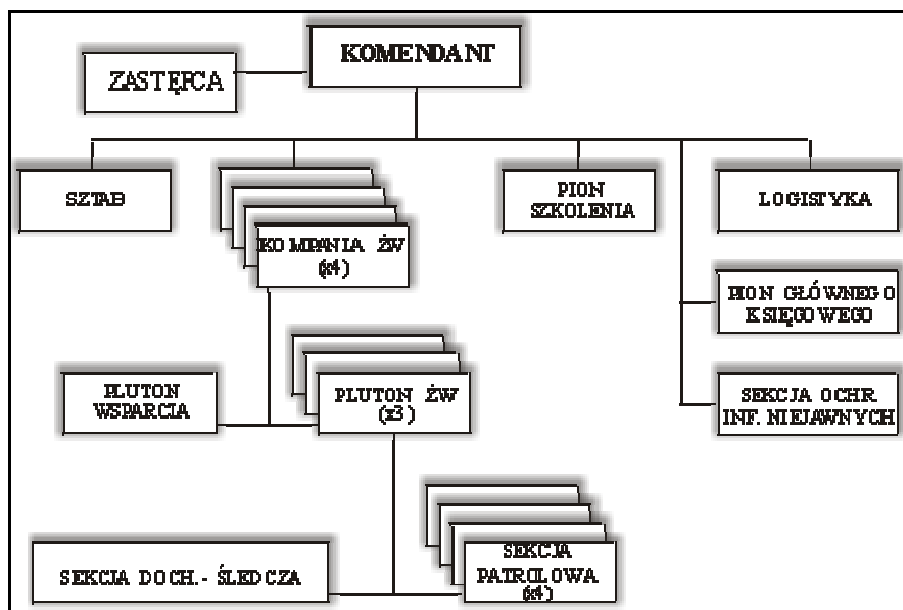 KOMENDANT
ZASTĘPCA
SZTAB
KOMPANIA ŻW
(x4)
PION
SZKOLENIA
LOGISTYKA
PION GŁÓWNEGO
KSIĘGOWEGO
PLUTON
WSPARCIA
PLUTON ŻW
(x3)
SEKCJA OCHR.
INF. NIEJAWNYCH
SEKCJA DOCH.- ŚLEDCZA
SEKCJA
PATROLOWA
(x4)